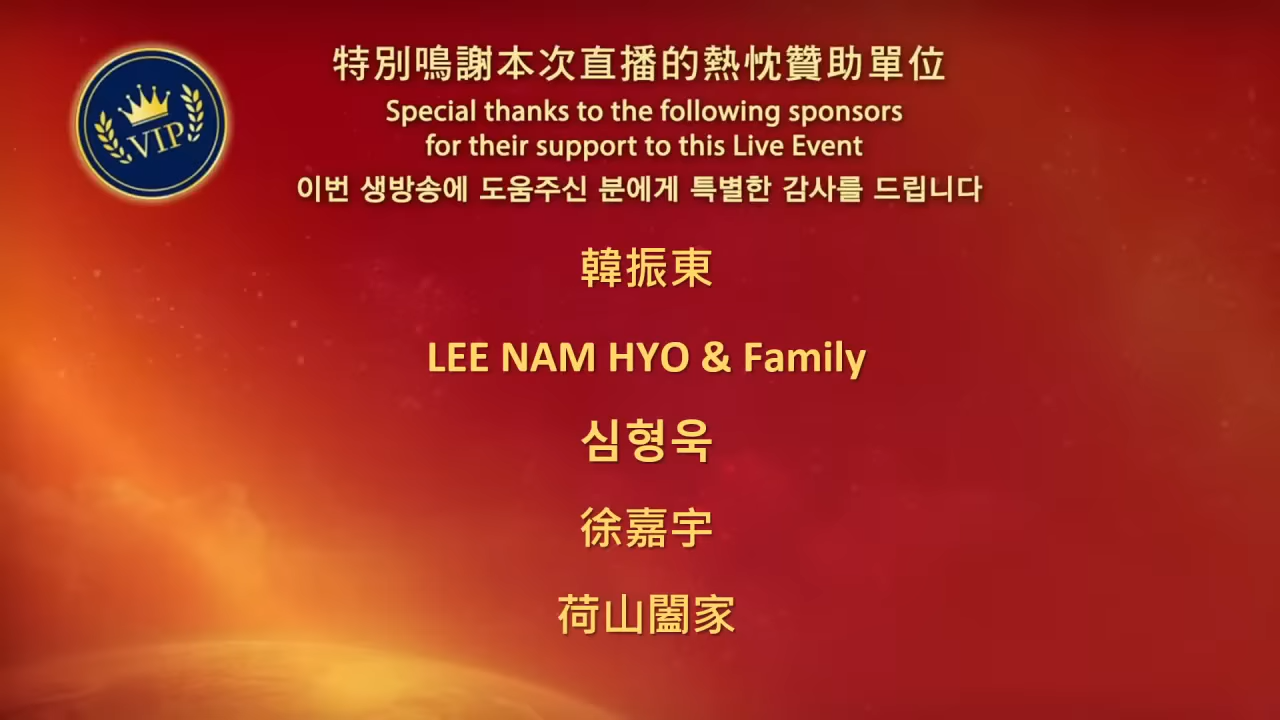 VIP
特別鳴謝本次直播的熱忱贊助單位
Special thanks to the following sponsors
for their support to this Live Event
이번 생방송에 도움주신 분에게 특별한 감사를 드립니다
韓振東
LEE NAM HYO & Family
심형욱
徐嘉宇
荷山闔家